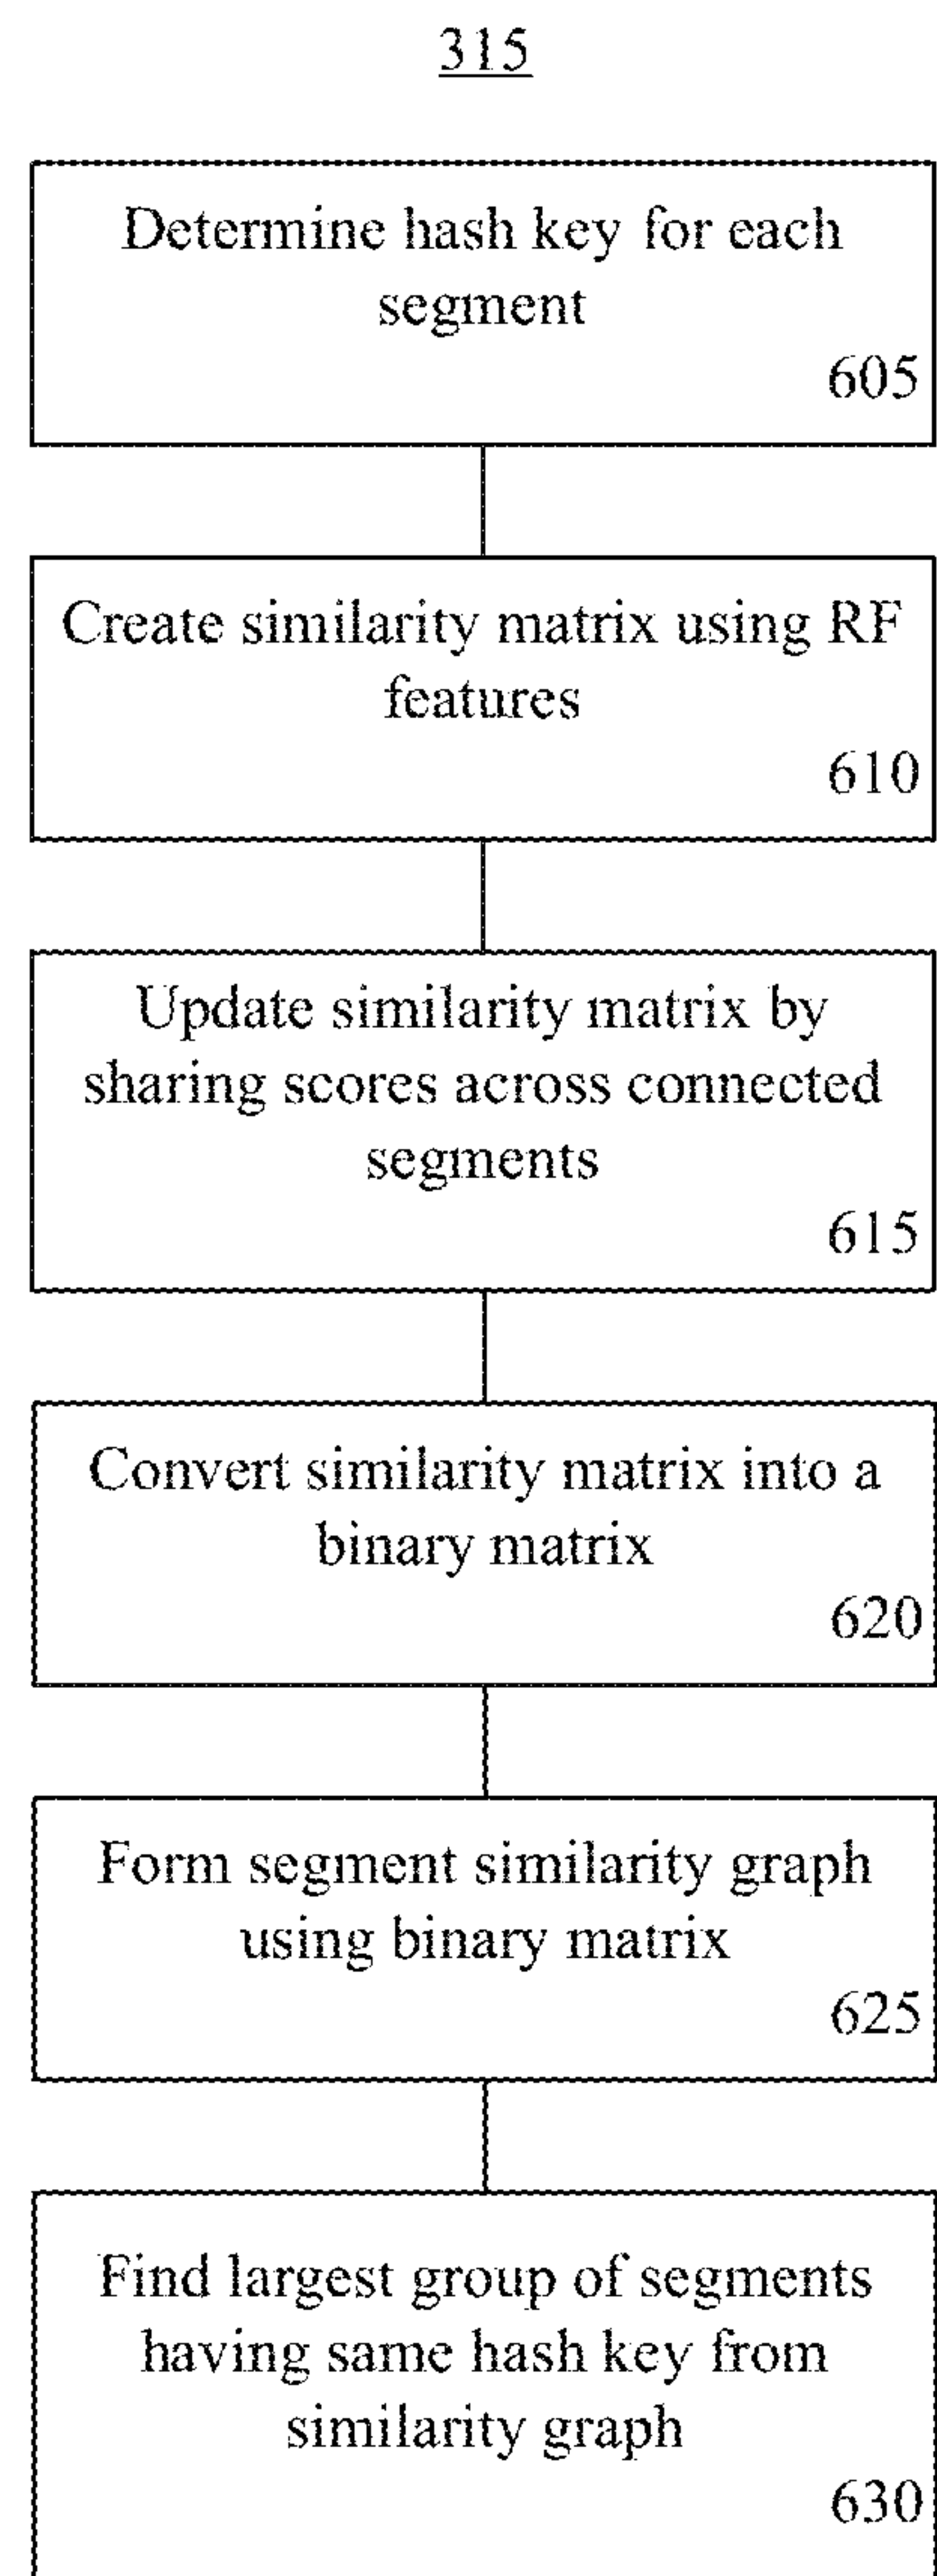 315
Determine hash key for each
segment
605
Create similarity matrix using RF
features
610
Update similarity matrix by
sharing scores across connected
segments
615
Convert similarity matrix into a
binary matrix
620
Form segment similarity graph
using binary matrix
625
Find largest group of segments
having same hash key from
similarity graph
630